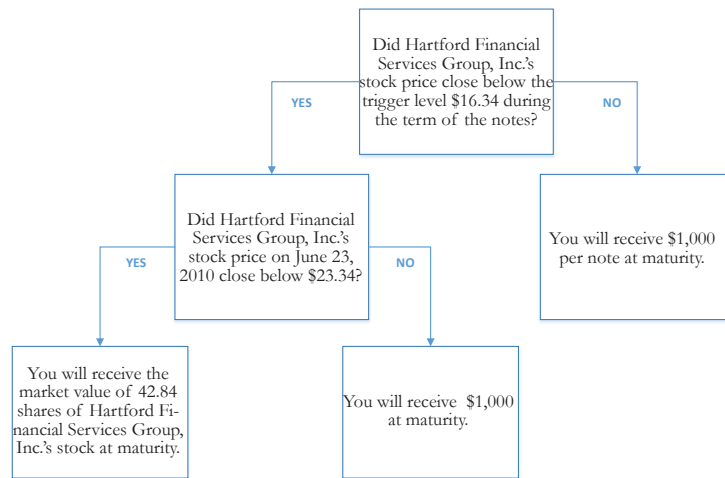 Did Hartford Financial
Services Group, Inc.'s
stock price close below the
trigger level $16.34 during
the term of the notes?
YES
NO
Did Hartford Financial
Services Group, Inc.'s
stock price on June 23,
2010 close below $23.34?
You will receive $1,000
per note at maturity.
YES
NO
You will receive the
market value of 42.84
shares of Hartford Fi-
nancial Services Group,
Inc.'s stock at maturity.
You will receive $1,000
at maturity.